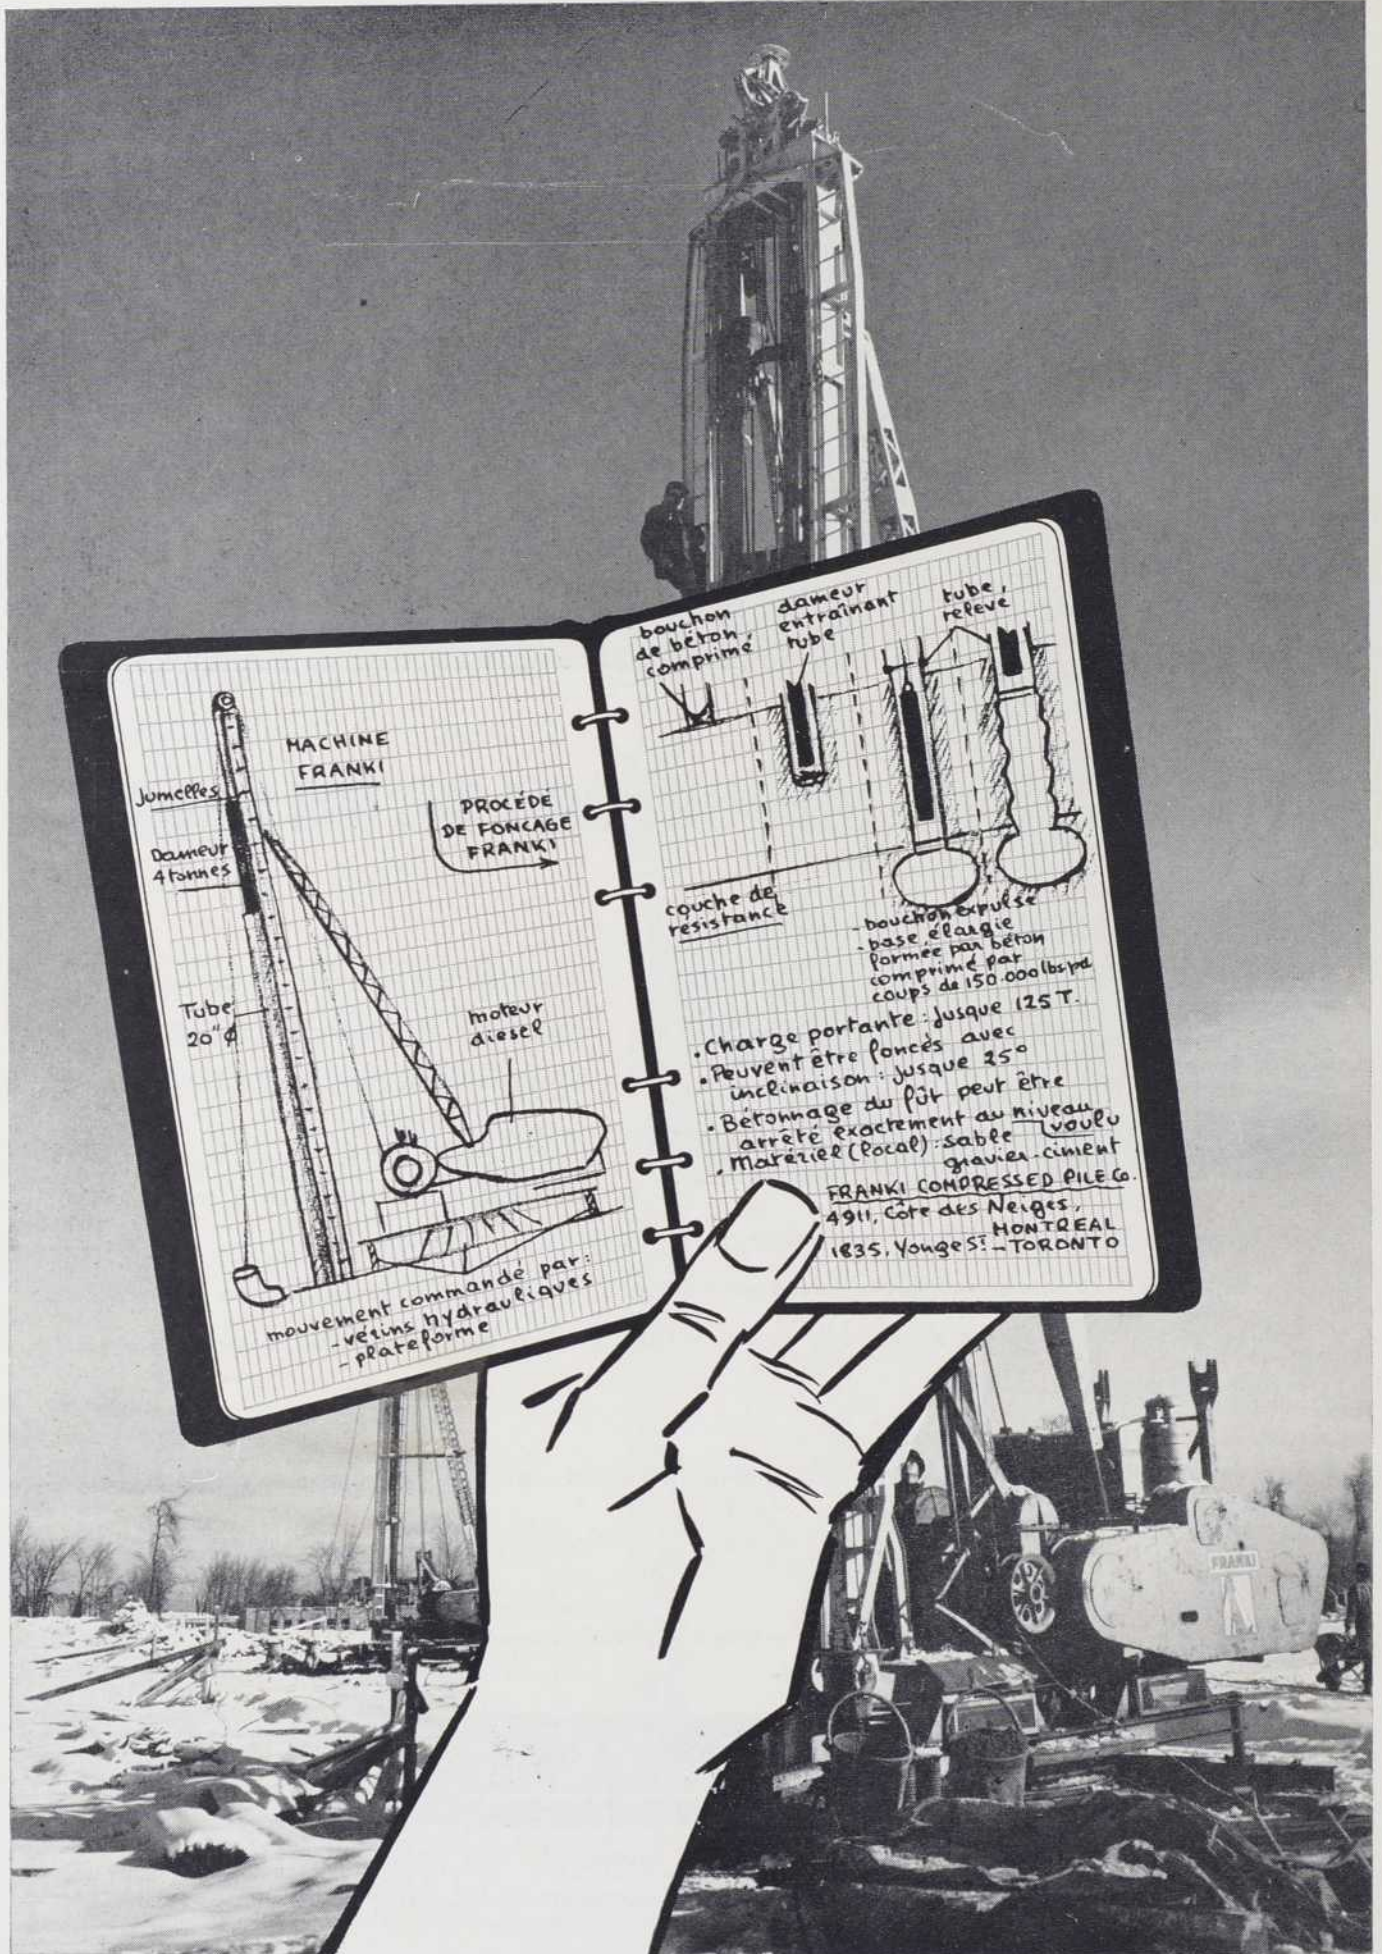 MACHINE
FRANKI
Jumelles
Dameur
4 tonnes
PROCÉDÉ
DE FONCAGE
FRANKI
Tube
20" ⌀
moteur
diesel
mouvement commandé par:
- vérins hydrauliques
- plateforme
bouchon
de béton
comprimé
dameur
entraînant
tube
tube
relevé
couche de
resistance
- bouchon expulse
- base élargie
formée par béton
comprimé par
coups de 150.000 lbs pd
. Charge portante : jusque 125 T.
. Peuvent être foncés avec
inclinaison : jusque 25°
. Bétonnage du fût peut être
arrêté exactement au niveau
voulu
. matériel (local) : sable
gravier - ciment
FRANKI COMPRESSED PILE Co.
4911, Côte des Neiges,
MONTREAL
1835, Yonge St. - TORONTO
FRANKI